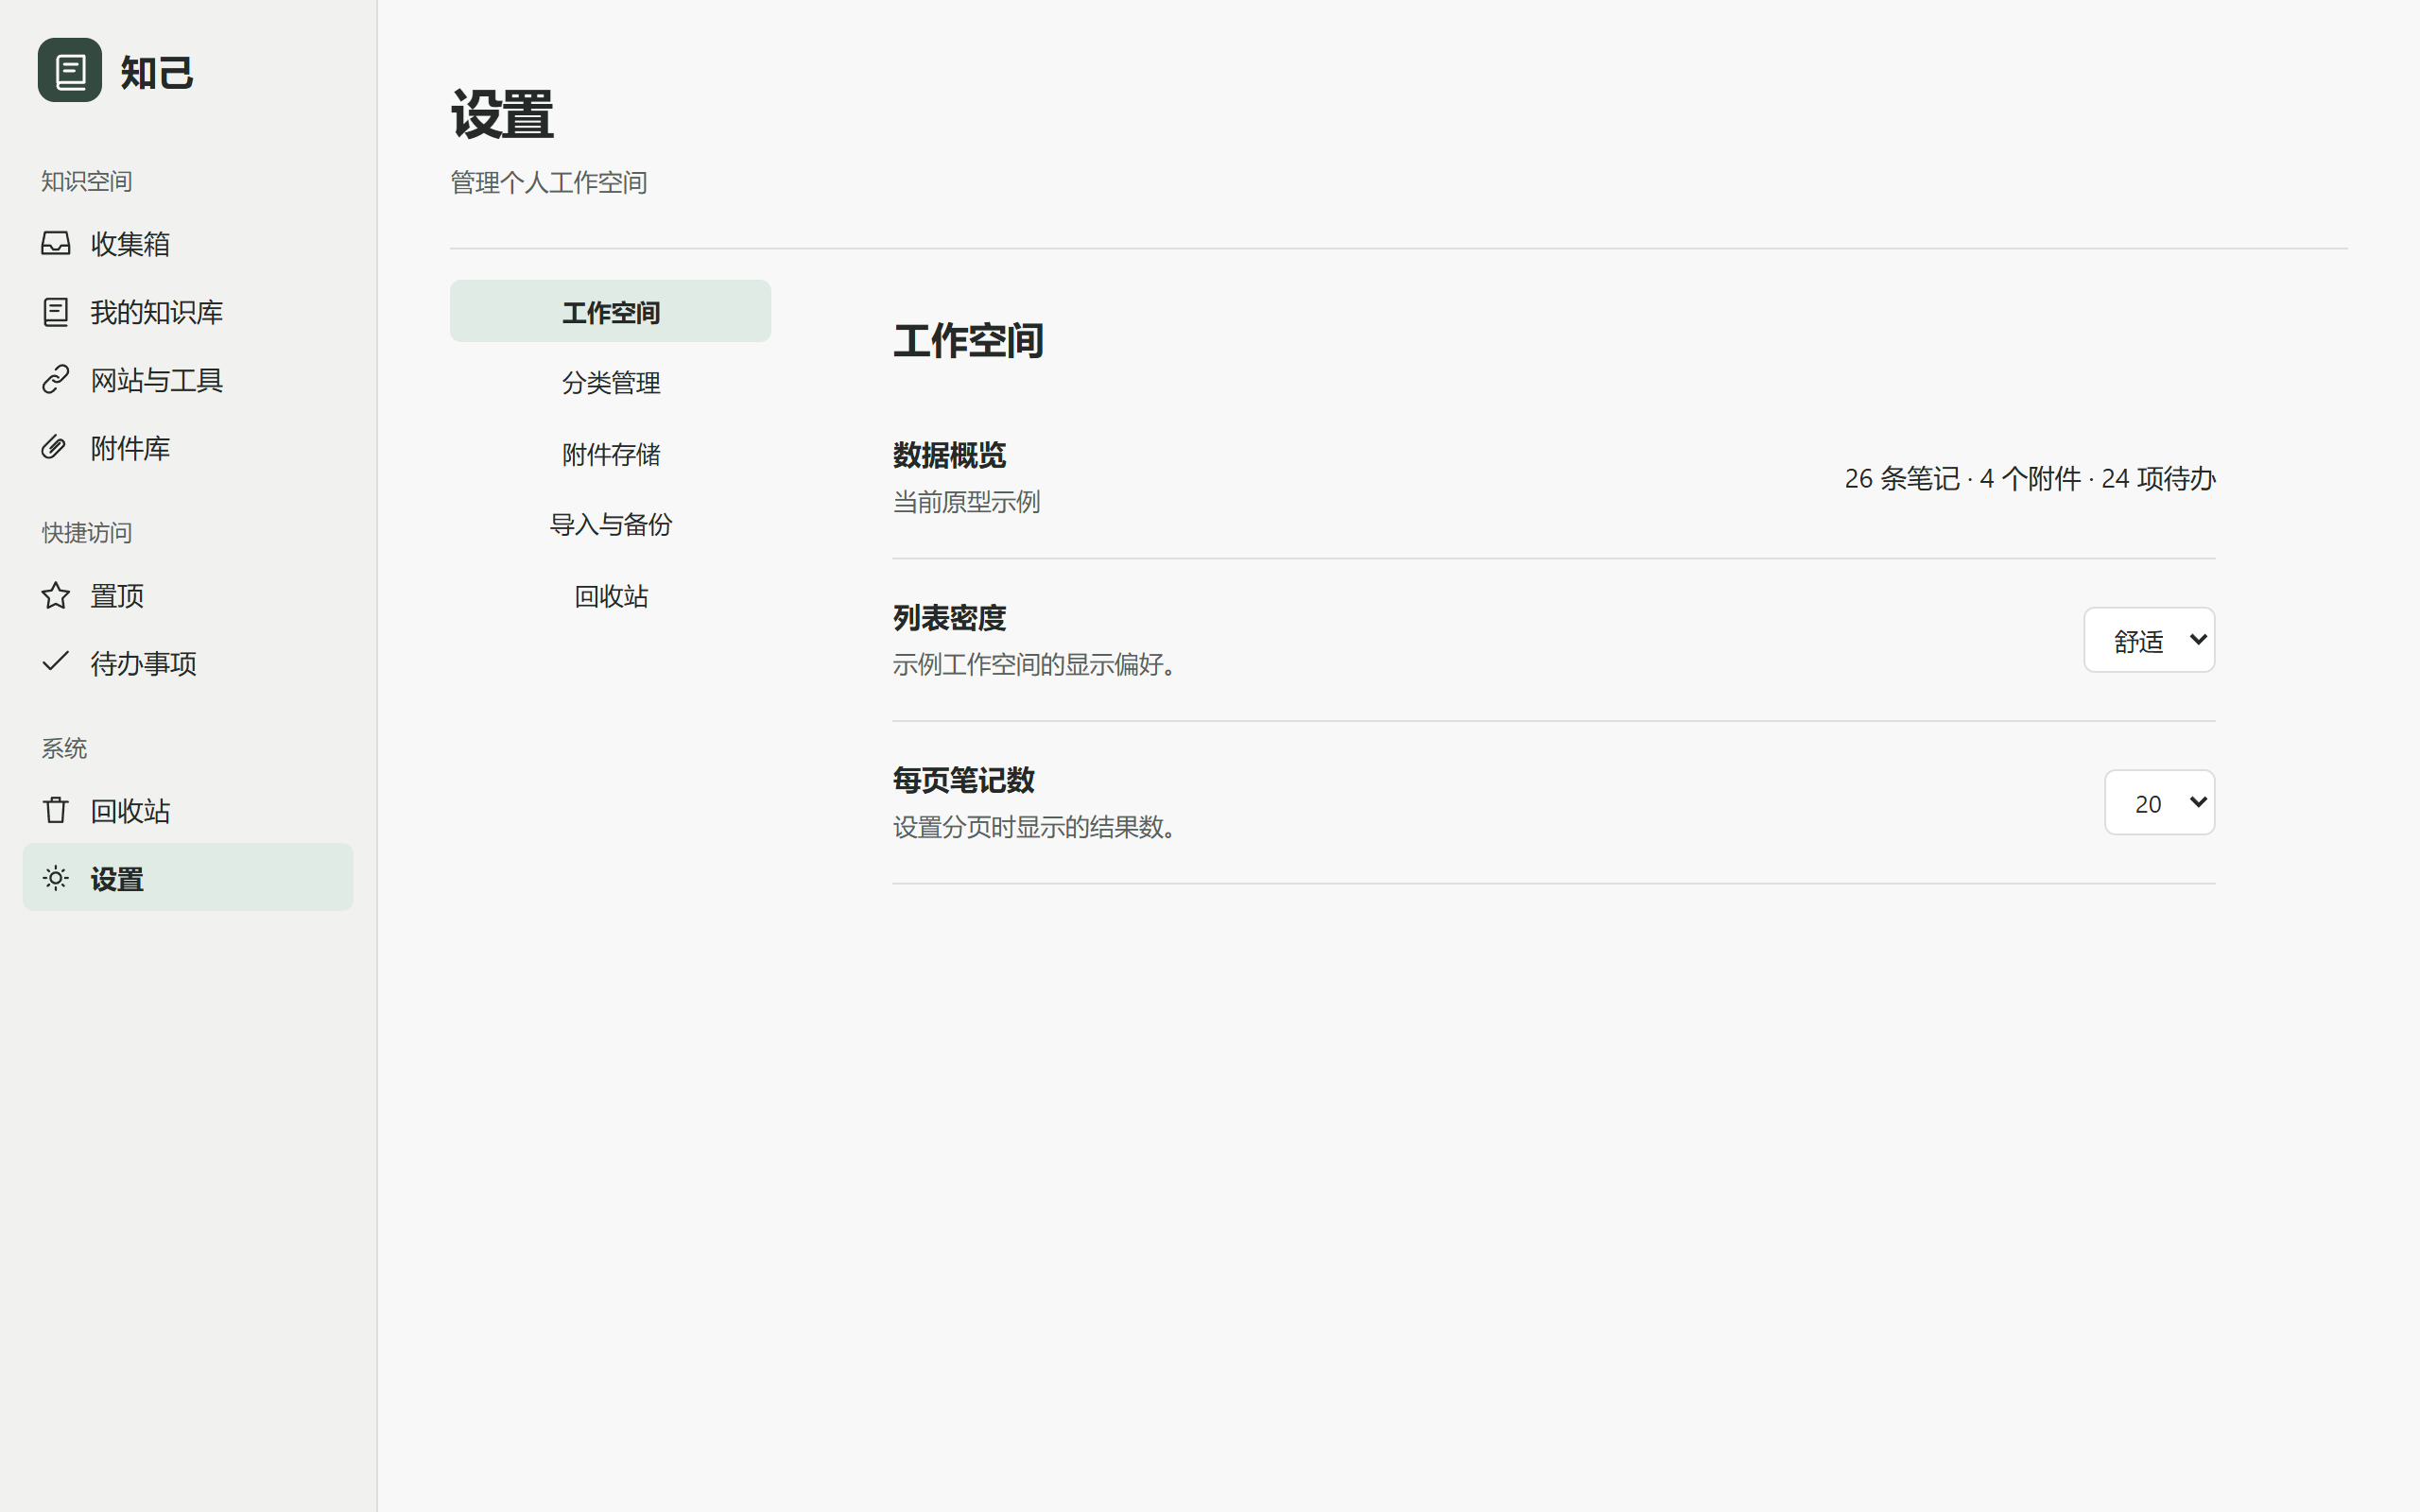 知己
知识空间
收集箱
我的知识库
网站与工具
附件库
快捷访问
置顶
待办事项
系统
回收站
设置
设置
管理个人工作空间
工作空间
分类管理
附件存储
导入与备份
回收站
工作空间
数据概览
当前原型示例
26 条笔记 · 4 个附件 · 24 项待办
列表密度
示例工作空间的显示偏好。
舒适
每页笔记数
设置分页时显示的结果数。
20